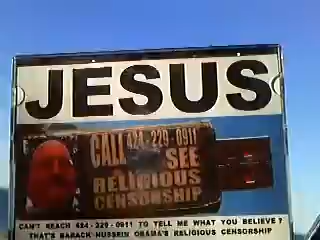 JESUS
CALL 424-229-0911
SEE
RELIGIOUS
CENSORSHIP
CAN'T REACH 424-229-0911 TO TELL ME WHAT YOU BELIEVE?
THAT'S BARACK HUSSEIN OBAMA'S RELIGIOUS CENSORSHIP